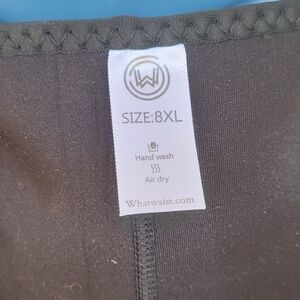 W
SIZE:8XL
Hand wash
Air dry
Whatwaist.com